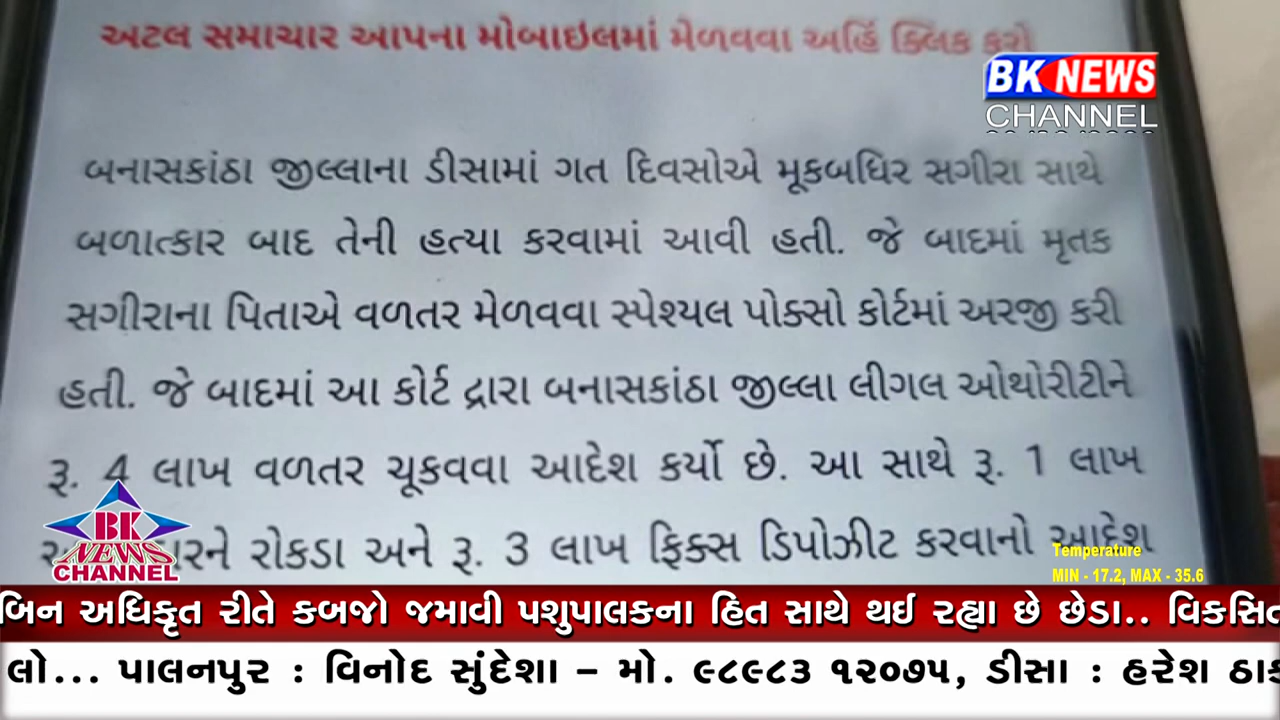 અટલ સમાચાર આપના મોબાઇલમાં મેળવવા અહિં ક્લિક કરો
BK NEWS
CHANNEL
બનાસકાંઠા જીલ્લાના ડીસામાં ગત દિવસોએ મૂકબધિર સગીરા સાથે
બળાત્કાર બાદ તેની હત્યા કરવામાં આવી હતી. જે બાદમાં મૃતક
સગીરાના પિતાએ વળતર મેળવવા સ્પેશ્યલ પોક્સો કોર્ટમાં અરજી કરી
હતી. જે બાદમાં આ કોર્ટ દ્રારા બનાસકાંઠા જીલ્લા લીગલ ઓથોરીટીને
રૂ. 4 લાખ વળતર ચૂકવવા આદેશ કર્યો છે. આ સાથે રૂ. 1 લાખ
રોકડા અને રૂ. 3 લાખ ફિક્સ ડિપોઝીટ કરવાનો આદેશ
BK
NEWS
CHANNEL
Temperature
MIN - 17.2, MAX - 35.6
બિન અધિકૃત રીતે કબજો જમાવી પશુપાલકના હિત સાથે થઈ રહ્યા છે છેડા.. વિકસિત
લો... પાલનપુર : વિનોદ સુંદેશા – મો. ૯૮૯૮૩ ૧૨૦૭૫, ડીસા : હરેશ